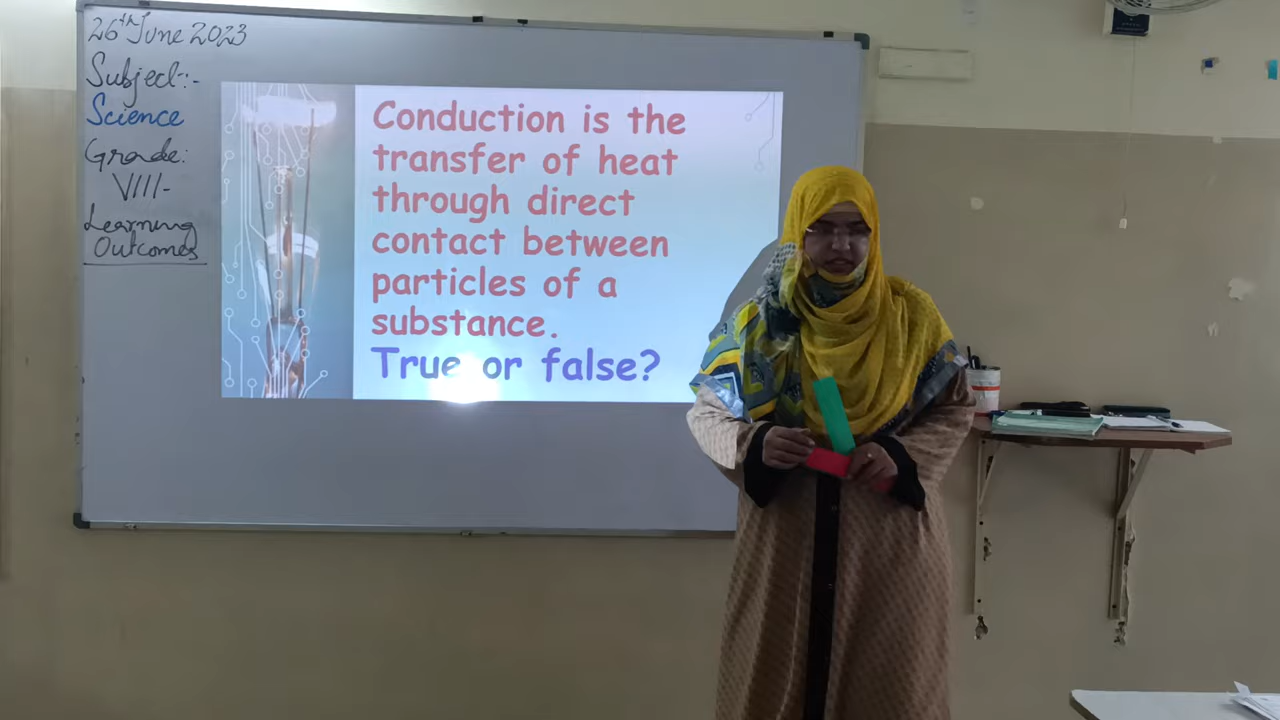 26th June 2023
Subject:-
Science
Grade:
VIII-
Learning
Outcomes
Conduction is the
transfer of heat
through direct
contact between
particles of a
substance.
True or false?